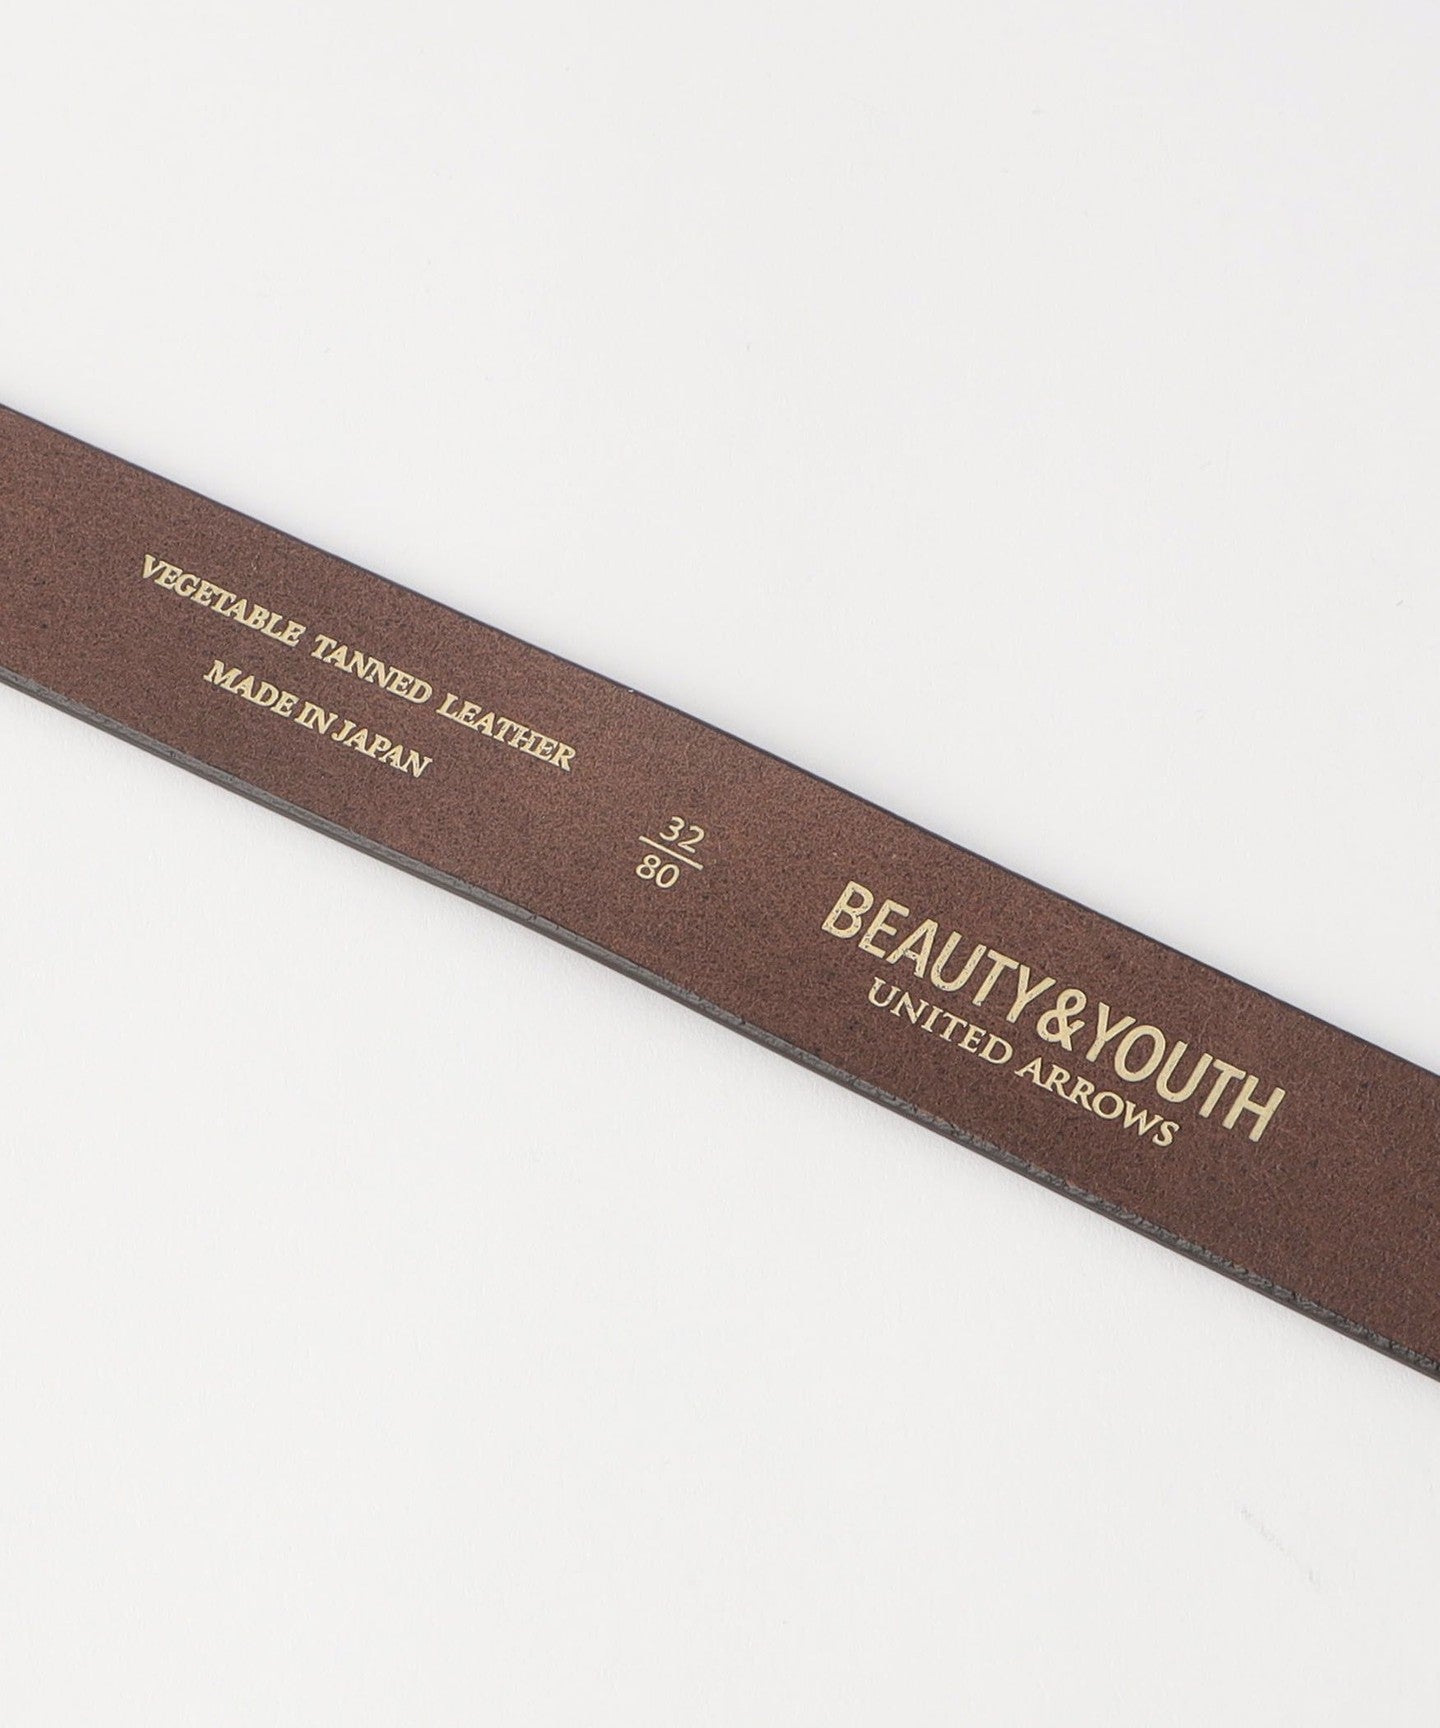 VEGETABLE TANNED LEATHER
MADE IN JAPAN
32
80
BEAUTY&YOUTH
UNITED ARROWS